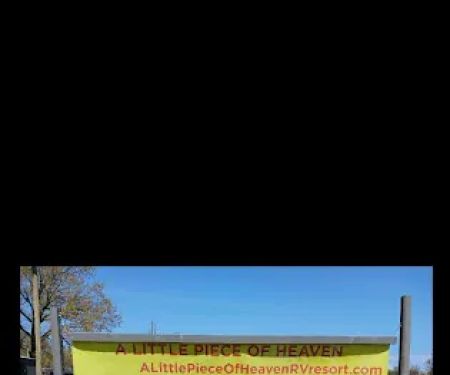 A LITTLE PIECE OF HEAVEN
ALittlePieceOfHeavenRVresort.com